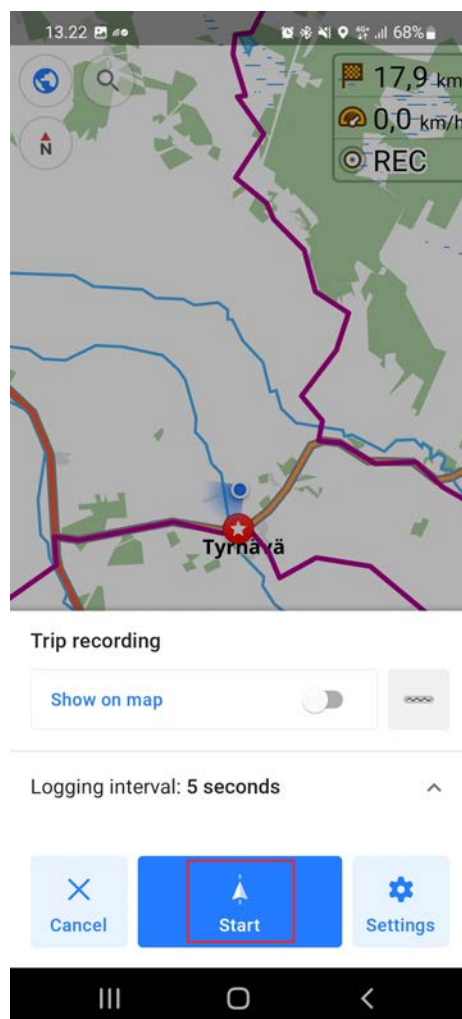 13.22 68%
17,9 km
0,0 km/h
N
REC
Tyrnävä
Trip recording
Show on map
Logging interval: 5 seconds
Cancel
Start
Settings